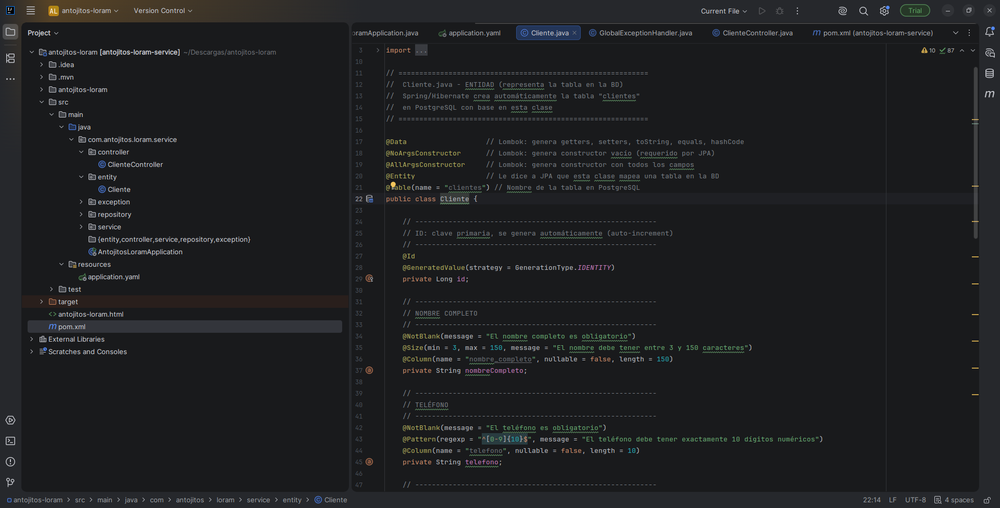 AL antojitos-loram Version Control Current File Trial
Project
antojitos-loram [antojitos-loram-service] ~/Descargas/antojitos-loram
.idea
.mvn
antojitos-loram
src
main
java
com.antojitos.loram.service
controller
ClienteController
entity
Cliente
exception
repository
service
{entity,controller,service,repository,exception}
AntojitosLoramApplication
resources
application.yaml
test
target
antojitos-loram.html
pom.xml
External Libraries
Scratches and Consoles
oramApplication.java application.yaml Cliente.java GlobalExceptionHandler.java ClienteController.java pom.xml (antojitos-loram-service)
10 87
3 import ...
10
11 // ============================================================
12 //  Cliente.java - ENTIDAD (representa la tabla en la BD)
13 //  Spring/Hibernate crea automáticamente la tabla "clientes"
14 //  en PostgreSQL con base en esta clase
15 // ============================================================
16
17 @Data                   // Lombok: genera getters, setters, toString, equals, hashCode
18 @NoArgsConstructor      // Lombok: genera constructor vacío (requerido por JPA)
19 @AllArgsConstructor     // Lombok: genera constructor con todos los campos
20 @Entity                 // Le dice a JPA que esta clase mapea una tabla en la BD
21 @Table(name = "clientes") // Nombre de la tabla en PostgreSQL
22 public class Cliente {
23
24     // ----------------------------------------------------------
25     // ID: clave primaria, se genera automáticamente (auto-increment)
26     // ----------------------------------------------------------
27     @Id
28     @GeneratedValue(strategy = GenerationType.IDENTITY)
29     private Long id;
30
31     // ----------------------------------------------------------
32     // NOMBRE COMPLETO
33     // ----------------------------------------------------------
34     @NotBlank(message = "El nombre completo es obligatorio")
35     @Size(min = 3, max = 150, message = "El nombre debe tener entre 3 y 150 caracteres")
36     @Column(name = "nombre_completo", nullable = false, length = 150)
37     private String nombreCompleto;
38
39     // ----------------------------------------------------------
40     // TELÉFONO
41     // ----------------------------------------------------------
42     @NotBlank(message = "El teléfono es obligatorio")
43     @Pattern(regexp = "^[0-9]{10}$", message = "El teléfono debe tener exactamente 10 dígitos numéricos")
44     @Column(name = "telefono", nullable = false, length = 10)
45     private String telefono;
46
47     // ----------------------------------------------------------
antojitos-loram > src > main > java > com > antojitos > loram > service > entity > Cliente 22:14 LF UTF-8 4 spaces